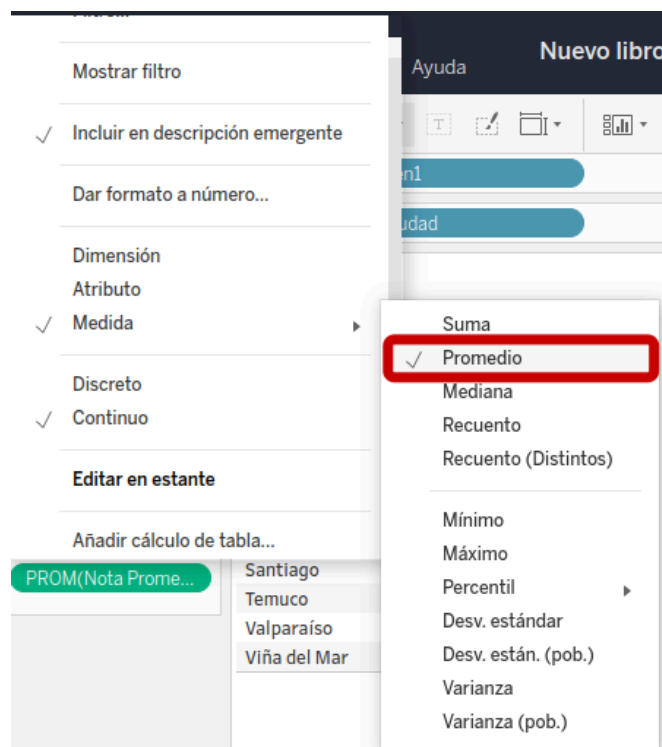 Mostrar filtro
Incluir en descripción emergente
Dar formato a número...
Dimensión
Atributo
Medida
Discreto
Continuo
Editar en estante
Añadir cálculo de tabla...
Ayuda
Nuevo libro
T
en1
udad
Suma
Promedio
Mediana
Recuento
Recuento (Distintos)
Mínimo
Máximo
Percentil
Desv. estándar
Desv. están. (pob.)
Varianza
Varianza (pob.)
PROM(Nota Prome...
Santiago
Temuco
Valparaíso
Viña del Mar